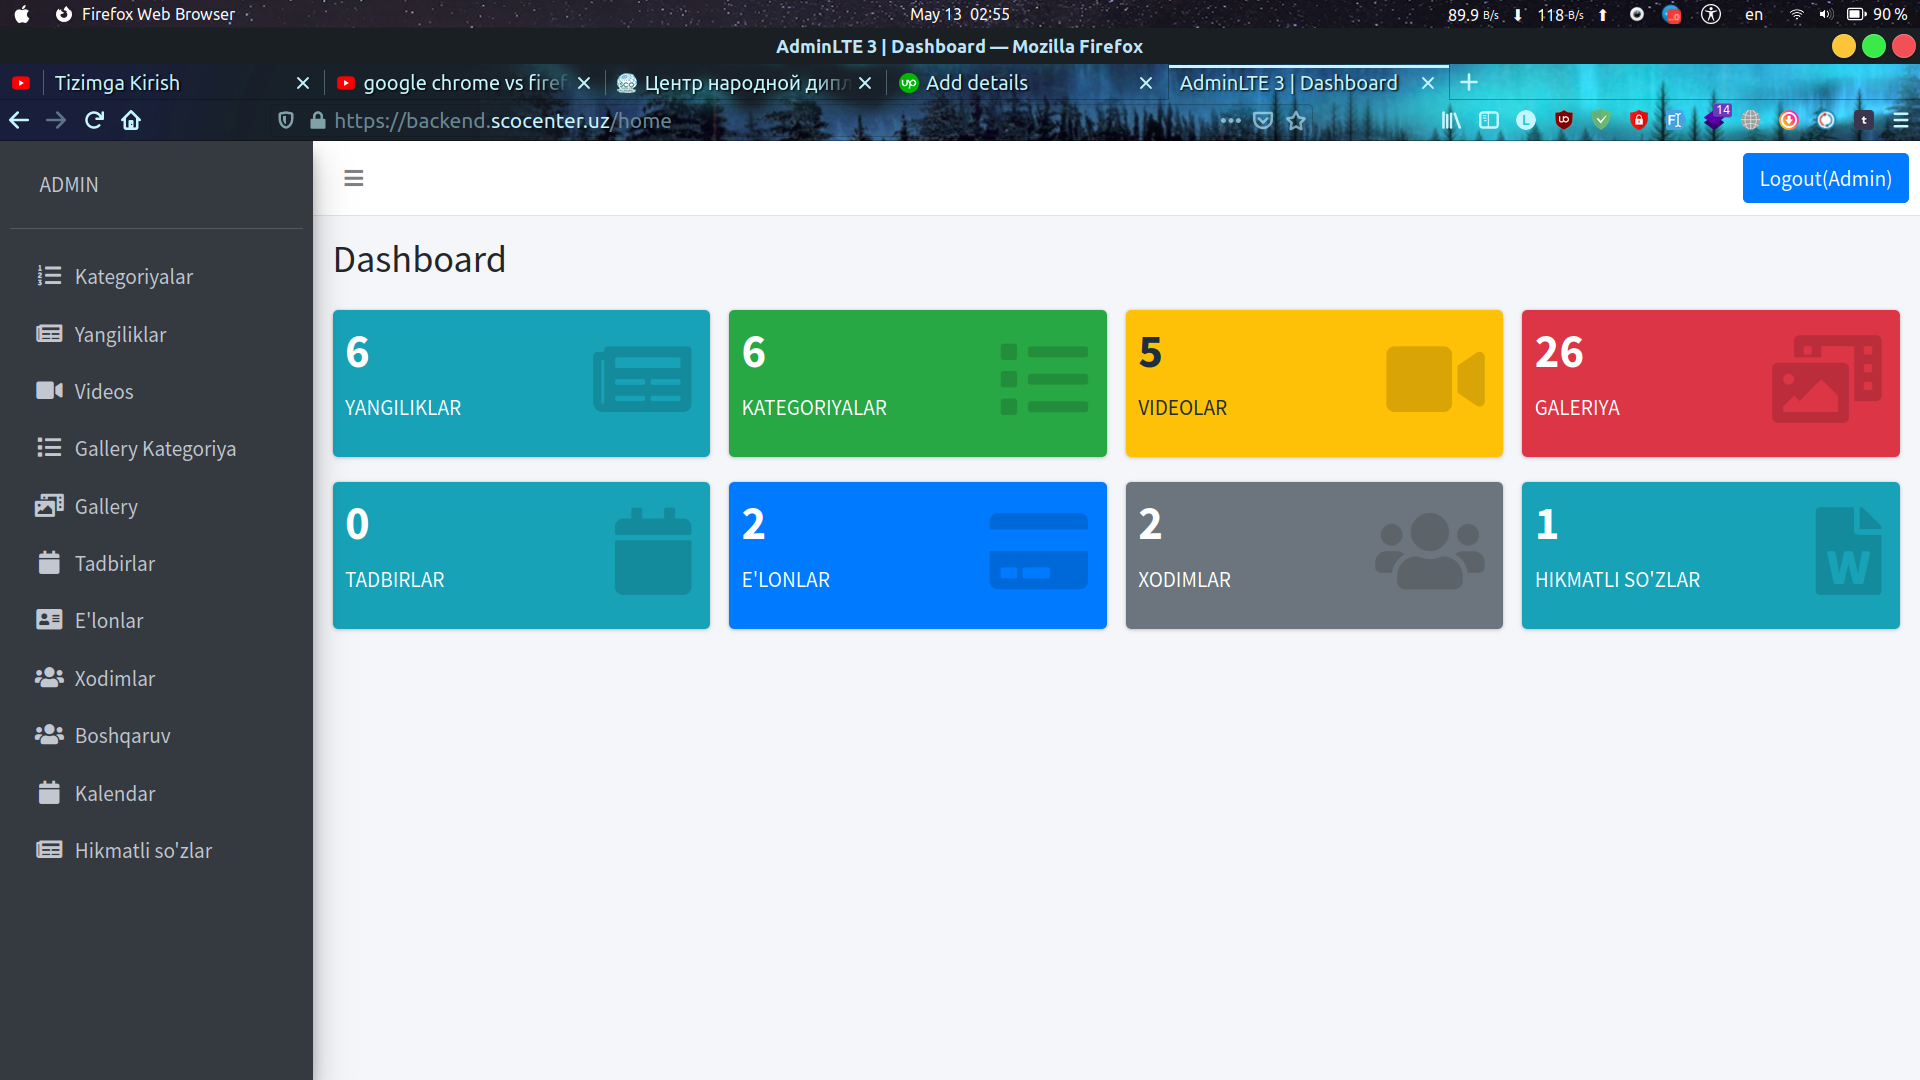 Firefox Web Browser
May 13 02:55
89.9 B/s 118 B/s en 90 %
AdminLTE 3 | Dashboard — Mozilla Firefox
Tizimga Kirish
google chrome vs firef
Центр народной дипл
Add details
AdminLTE 3 | Dashboard
https://backend.scocenter.uz/home
14
ADMIN
Logout(Admin)
Dashboard
Kategoriyalar
Yangiliklar
Videos
Gallery Kategoriya
Gallery
Tadbirlar
E'lonlar
Xodimlar
Boshqaruv
Kalendar
Hikmatli so'zlar
6
YANGILIKLAR
6
KATEGORIYALAR
5
VIDEOLAR
26
GALERIYA
0
TADBIRLAR
2
E'LONLAR
2
XODIMLAR
1
HIKMATLI SO'ZLAR
W